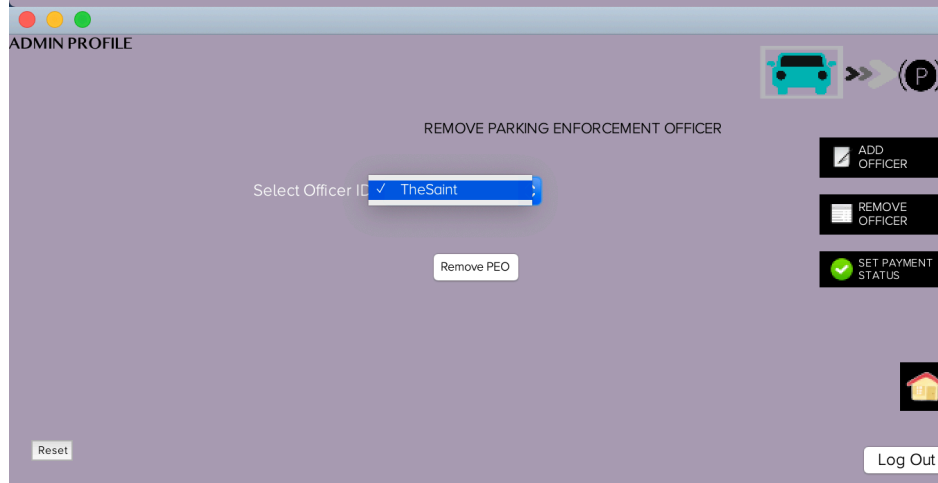 ADMIN PROFILE
(P)
REMOVE PARKING ENFORCEMENT OFFICER
ADD
OFFICER
Select Officer ID
✓ TheSaint
REMOVE
OFFICER
Remove PEO
SET PAYMENT
STATUS
Reset
Log Out